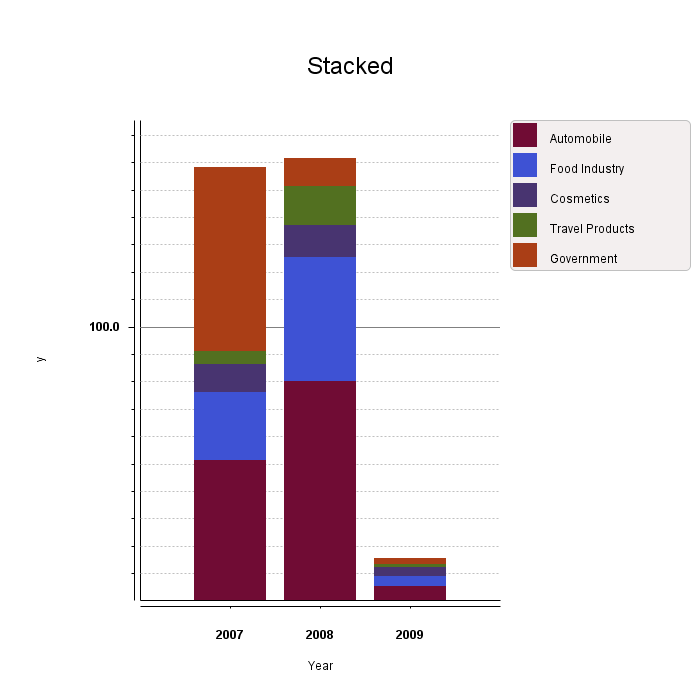 Stacked
Automobile
Food Industry
Cosmetics
Travel Products
Government
100.0
y
2007
2008
2009
Year